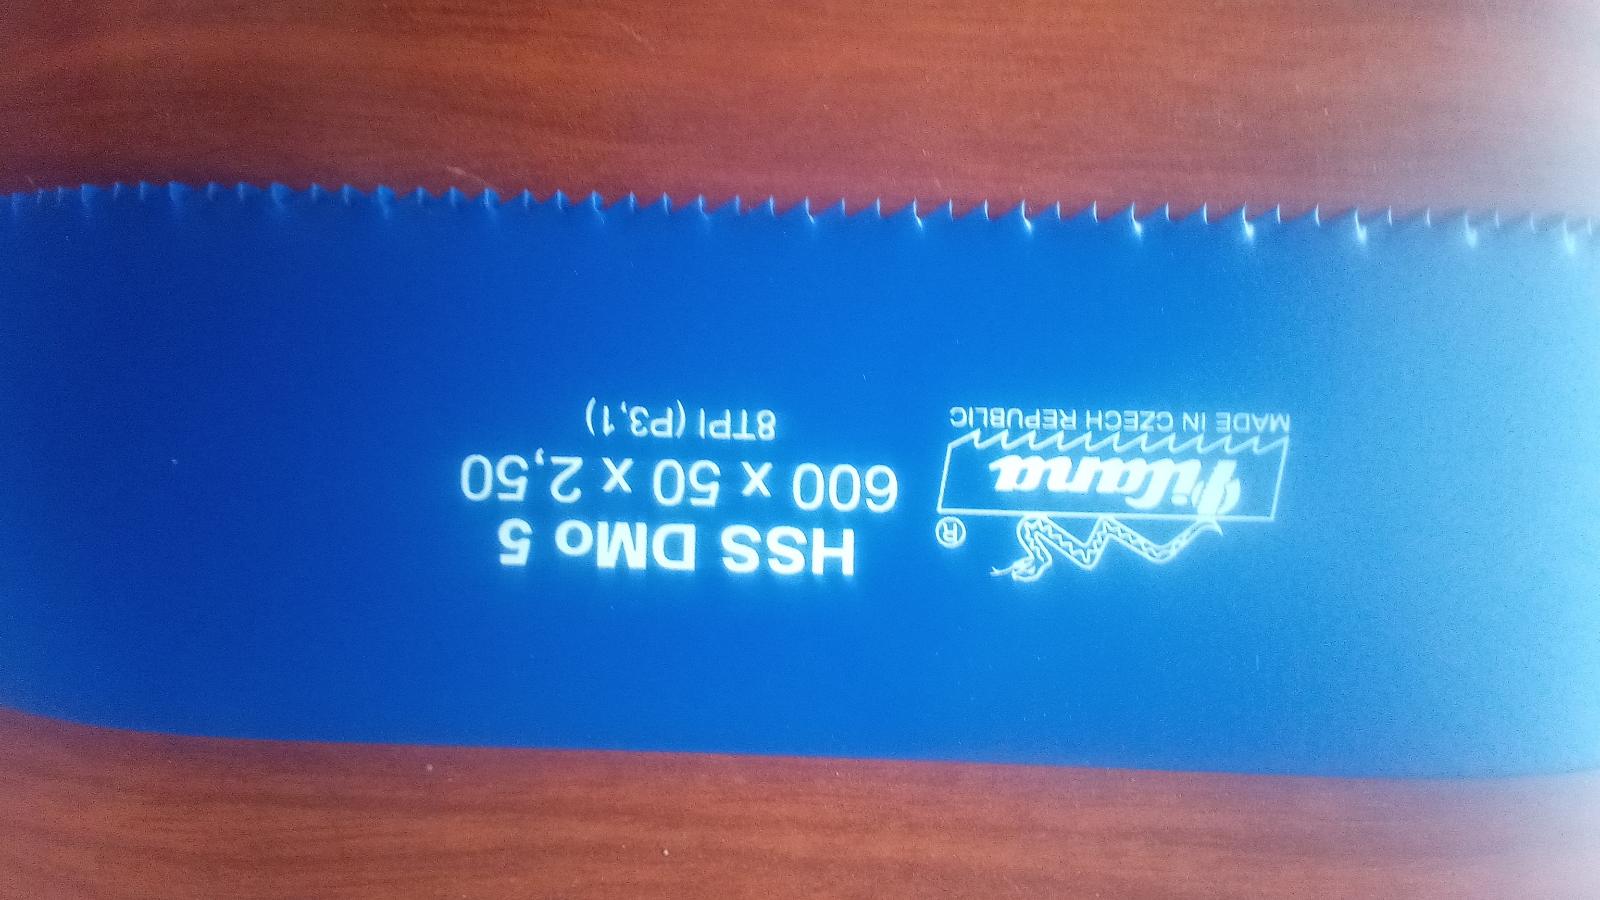 ®
Pilana
MADE IN CZECH REPUBLIC
HSS DMo 5
600 x 50 x 2,50
8TPI (P3,1)